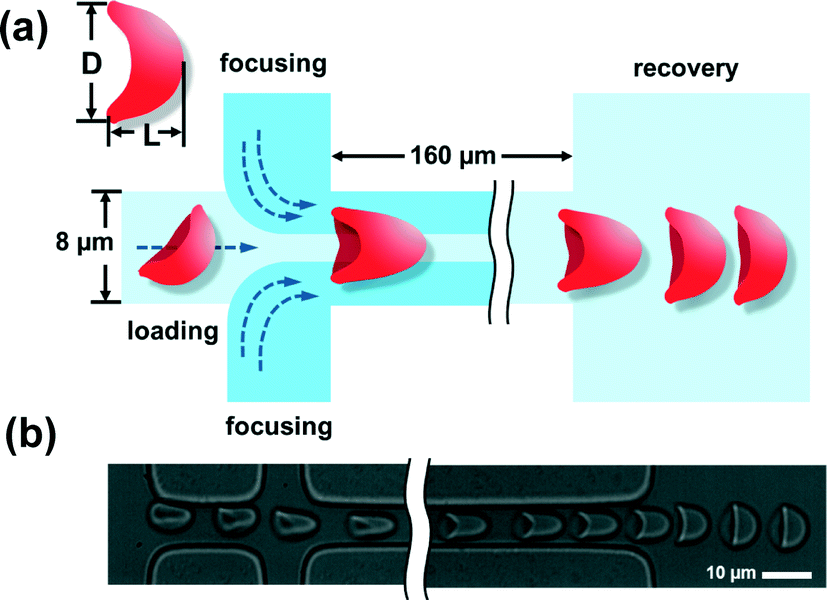 (a)
D
L
focusing
recovery
160 μm
8 μm
loading
focusing
(b)
10 μm